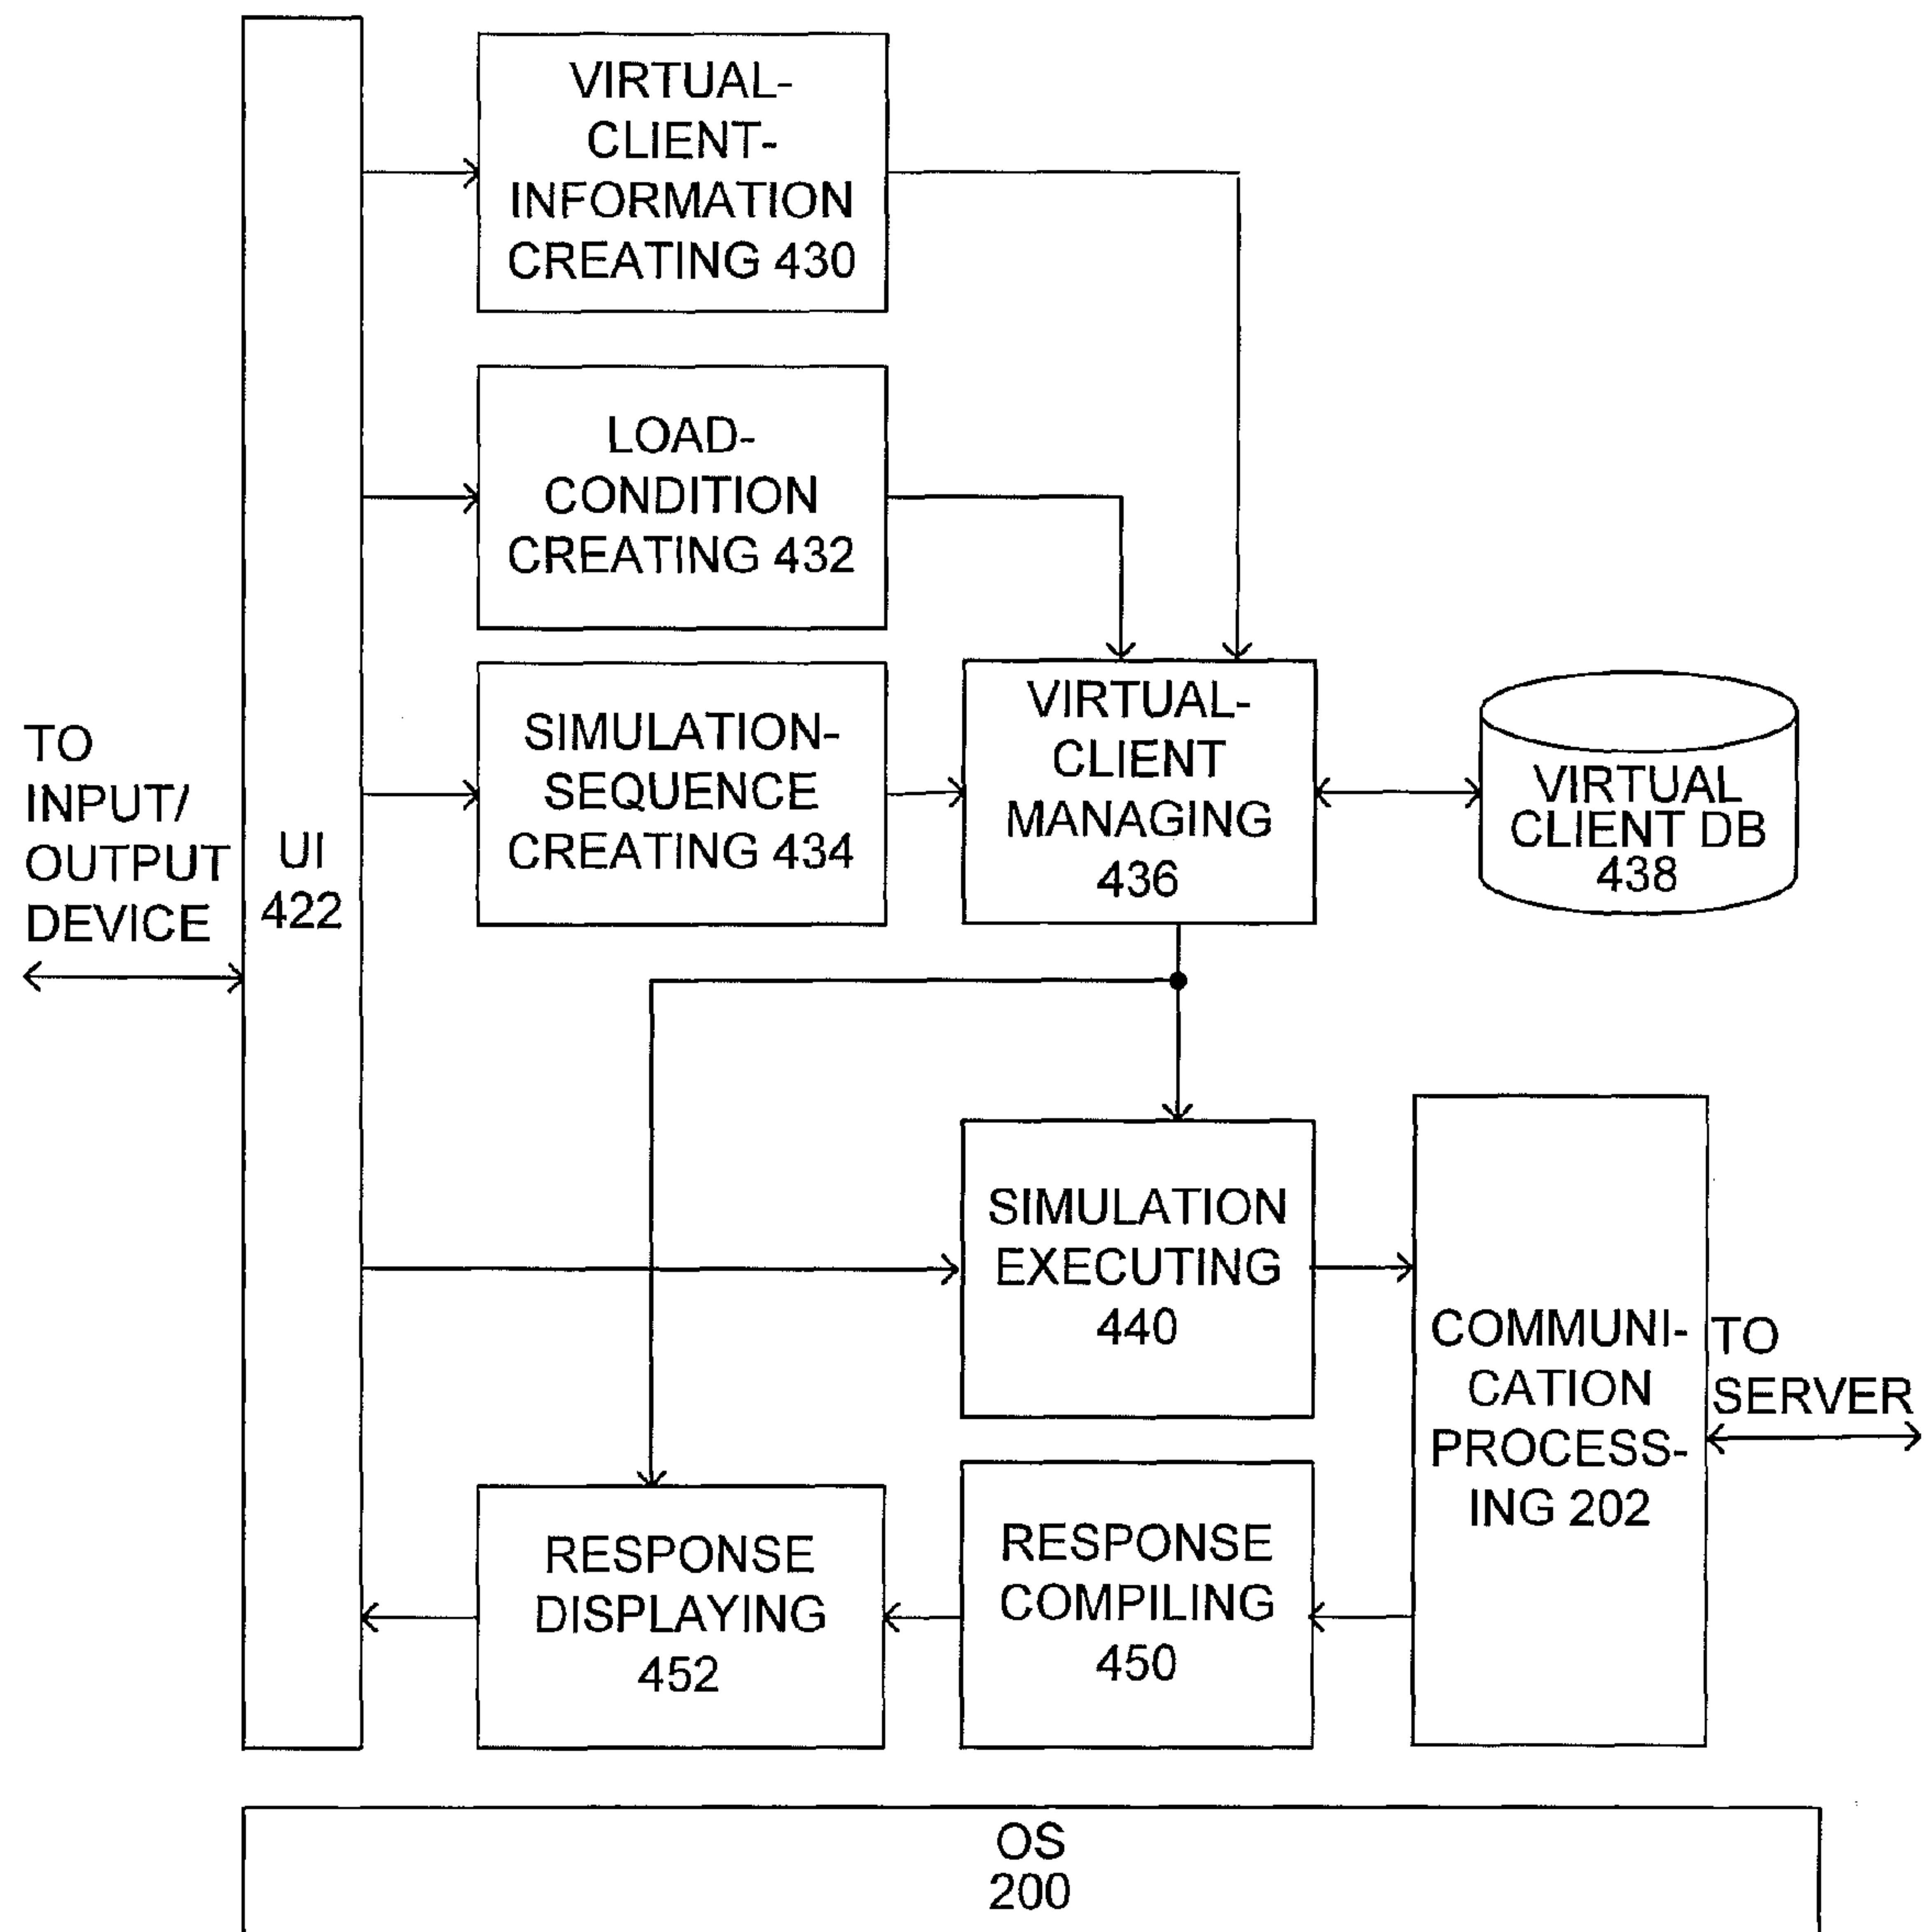 VIRTUAL-
CLIENT-
INFORMATION
CREATING 430
LOAD-
CONDITION
CREATING 432
SIMULATION-
SEQUENCE
CREATING 434
VIRTUAL-
CLIENT
MANAGING
436
VIRTUAL
CLIENT DB
438
TO
INPUT/
OUTPUT
DEVICE
UI
422
SIMULATION
EXECUTING
440
COMMUNI-
CATION
PROCESS-
ING 202
TO
SERVER
RESPONSE
DISPLAYING
452
RESPONSE
COMPILING
450
OS
200